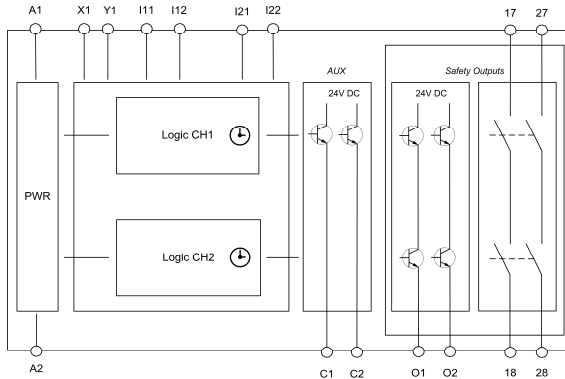 A1 X1 Y1 I11 I12 I21 I22 17 27
AUX Safety Outputs
24V DC 24V DC
Logic CH1
PWR
Logic CH2
A2 C1 C2 O1 O2 18 28